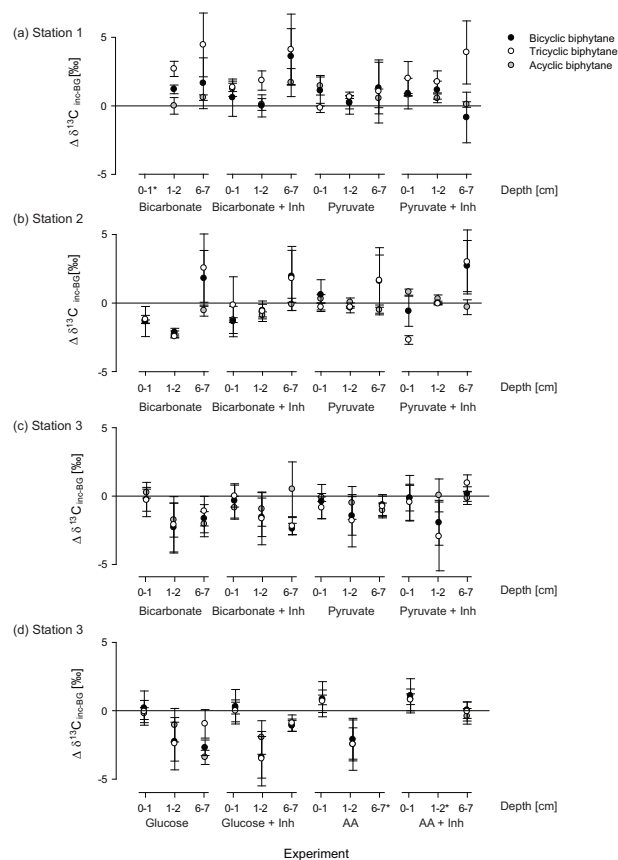 (a) Station 1
Bicyclic biphytane
Tricyclic biphytane
Acyclic biphytane
Δ δ13C inc-BG [‰]
5
0
-5
0-1* 1-2 6-7 0-1 1-2 6-7 0-1 1-2 6-7 0-1 1-2 6-7 Depth [cm]
Bicarbonate Bicarbonate + Inh Pyruvate Pyruvate + Inh
(b) Station 2
Δ δ13C inc-BG [‰]
5
0
-5
0-1 1-2 6-7 0-1 1-2 6-7 0-1 1-2 6-7 0-1 1-2 6-7 Depth [cm]
Bicarbonate Bicarbonate + Inh Pyruvate Pyruvate + Inh
(c) Station 3
Δ δ13C inc-BG [‰]
5
0
-5
0-1 1-2 6-7 0-1 1-2 6-7 0-1 1-2 6-7 0-1 1-2 6-7 Depth [cm]
Bicarbonate Bicarbonate + Inh Pyruvate Pyruvate + Inh
(d) Station 3
Δ δ13C inc-BG [‰]
5
0
-5
0-1 1-2 6-7 0-1 1-2 6-7 0-1 1-2 6-7* 0-1 1-2* 6-7 Depth [cm]
Glucose Glucose + Inh AA AA + Inh
Experiment